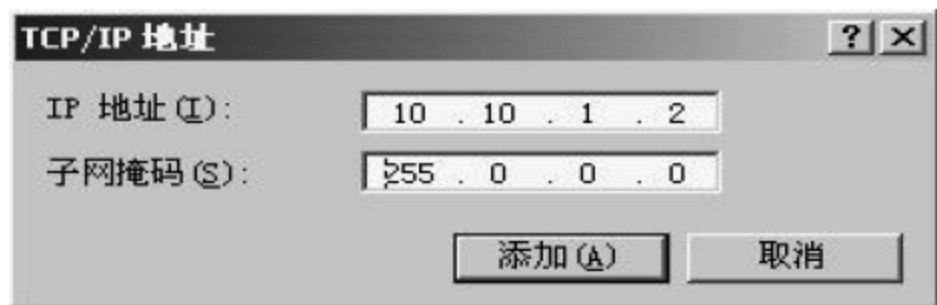 TCP/IP 地址
? ×
IP 地址(I): 10 . 10 . 1 . 2
子网掩码(S): 255 . 0 . 0 . 0
添加(A) 取消